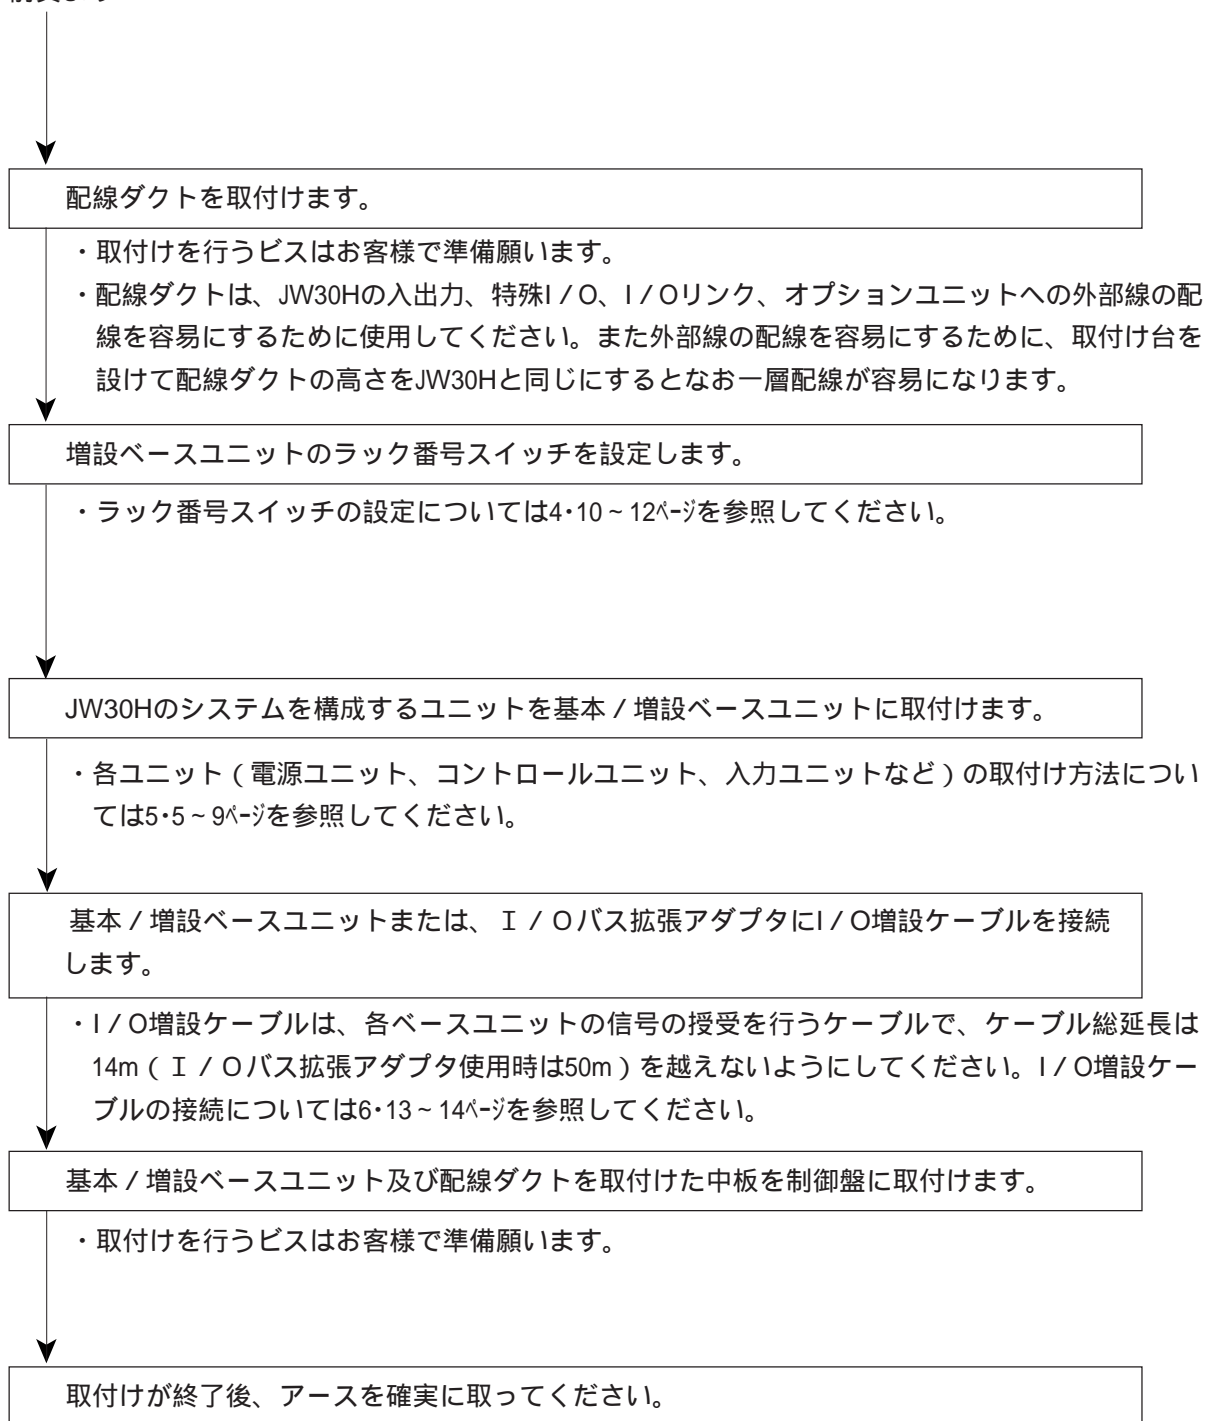 配線ダクトを取付けます。
・取付けを行うビスはお客様で準備願います。
・配線ダクトは、JW30Hの入出力、特殊I／O、I／Oリンク、オプションユニットへの外部線の配
線を容易にするために使用してください。また外部線の配線を容易にするために、取付け台を
設けて配線ダクトの高さをJW30Hと同じにするとなお一層配線が容易になります。
増設ベースユニットのラック番号スイッチを設定します。
・ラック番号スイッチの設定については4･10～12ﾍﾟｰｼﾞを参照してください。
JW30Hのシステムを構成するユニットを基本／増設ベースユニットに取付けます。
・各ユニット（電源ユニット、コントロールユニット、入力ユニットなど）の取付け方法につい
ては5･5～9ﾍﾟｰｼﾞを参照してください。
基本／増設ベースユニットまたは、Ｉ／Ｏバス拡張アダプタにI／O増設ケーブルを接続
します。
・I／O増設ケーブルは、各ベースユニットの信号の授受を行うケーブルで、ケーブル総延長は
14m（Ｉ／Ｏバス拡張アダプタ使用時は50m）を越えないようにしてください。I／O増設ケー
ブルの接続については6･13～14ﾍﾟｰｼﾞを参照してください。
基本／増設ベースユニット及び配線ダクトを取付けた中板を制御盤に取付けます。
・取付けを行うビスはお客様で準備願います。
取付けが終了後、アースを確実に取ってください。